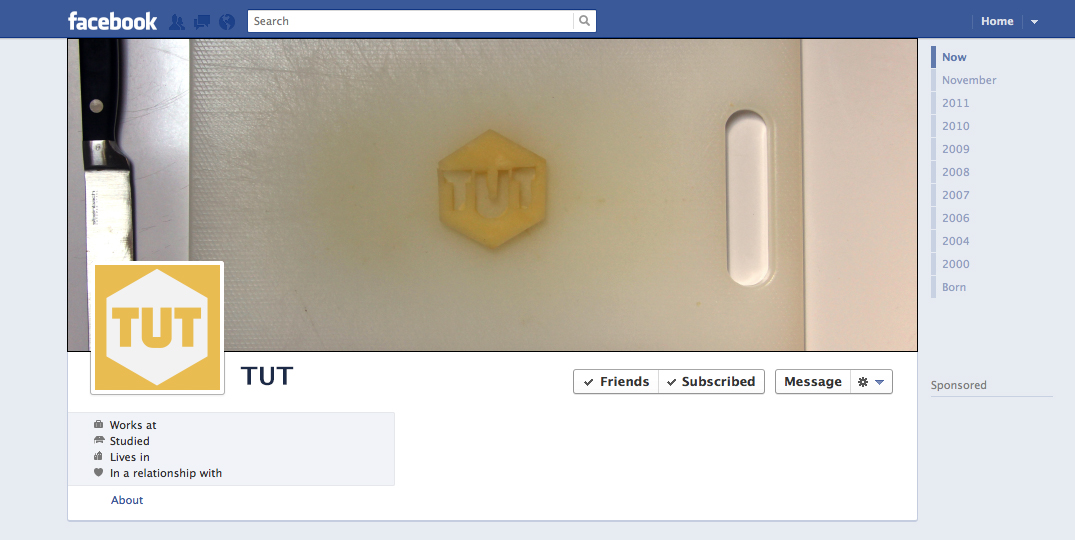 facebook
Search
Home
TUT
TUT
TUT
Friends
Subscribed
Message
Works at
Studied
Lives in
In a relationship with
About
Now
November
2011
2010
2009
2008
2007
2006
2004
2000
Born
Sponsored